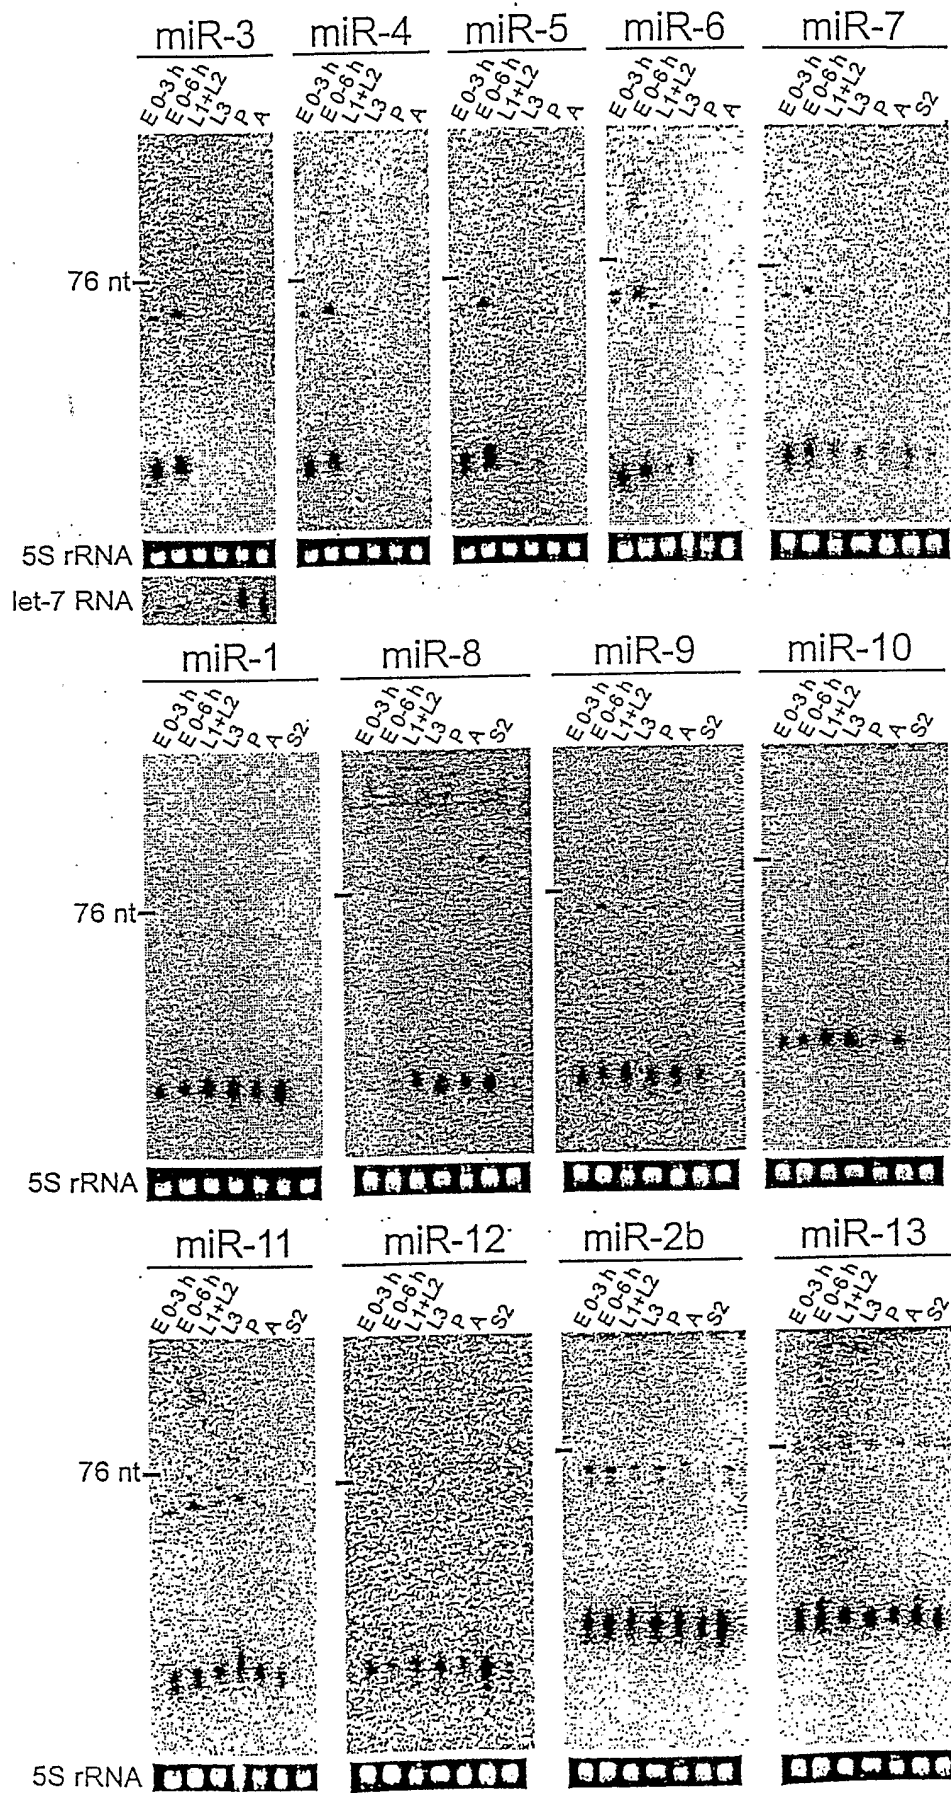 miR-3 miR-4 miR-5 miR-6 miR-7
E 0-3 h E 0-6 h L1+L2 L3 P A E 0-3 h E 0-6 h L1+L2 L3 P A E 0-3 h E 0-6 h L1+L2 L3 P A E 0-3 h E 0-6 h L1+L2 L3 P A E 0-3 h E 0-6 h L1+L2 L3 P A S2
76 nt
5S rRNA
let-7 RNA
miR-1 miR-8 miR-9 miR-10
E 0-3 h E 0-6 h L1+L2 L3 P A S2 E 0-3 h E 0-6 h L1+L2 L3 P A S2 E 0-3 h E 0-6 h L1+L2 L3 P A S2 E 0-3 h E 0-6 h L1+L2 L3 P A S2
76 nt
5S rRNA
miR-11 miR-12 miR-2b miR-13
E 0-3 h E 0-6 h L1+L2 L3 P A S2 E 0-3 h E 0-6 h L1+L2 L3 P A S2 E 0-3 h E 0-6 h L1+L2 L3 P A S2 E 0-3 h E 0-6 h L1+L2 L3 P A S2
76 nt
5S rRNA